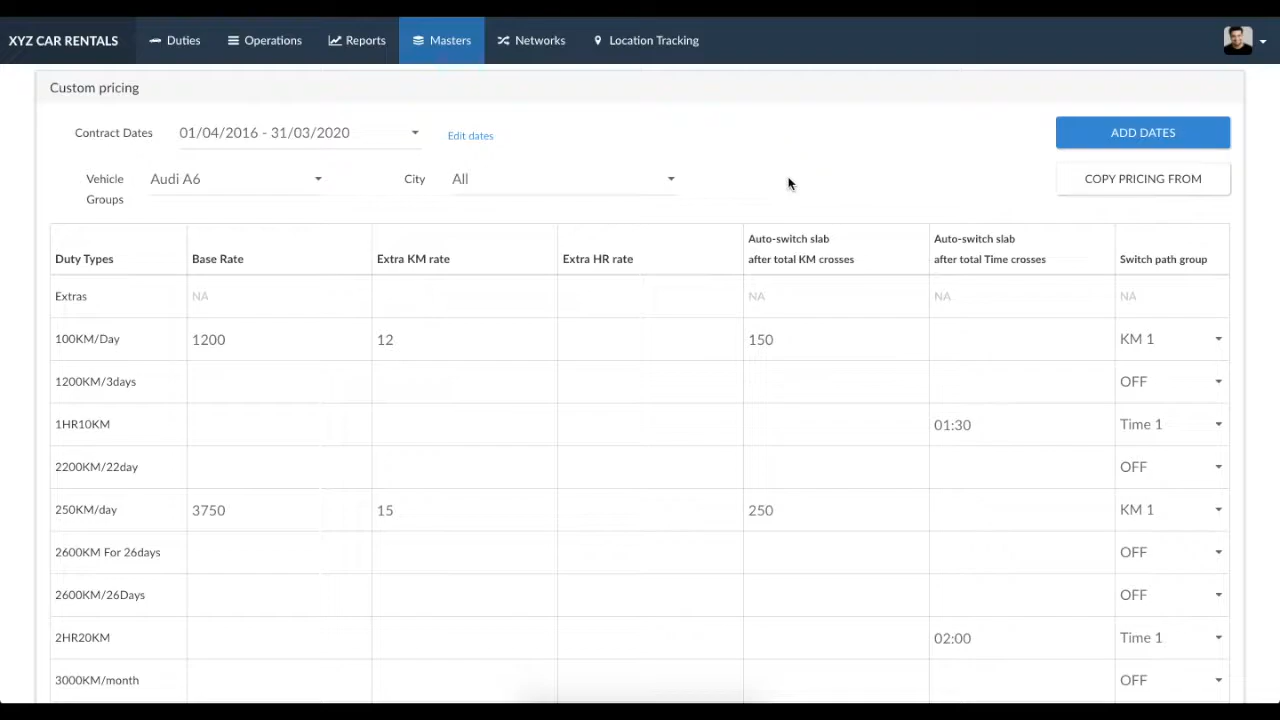 XYZ CAR RENTALS Duties Operations Reports Masters Networks Location Tracking
Custom pricing
Contract Dates 01/04/2016 - 31/03/2020 Edit dates ADD DATES
Vehicle Groups Audi A6 City All COPY PRICING FROM
Duty Types Base Rate Extra KM rate Extra HR rate Auto-switch slab after total KM crosses Auto-switch slab after total Time crosses Switch path group
Extras NA NA NA NA
100KM/Day 1200 12 150 KM 1
1200KM/3days OFF
1HR10KM 01:30 Time 1
2200KM/22day OFF
250KM/day 3750 15 250 KM 1
2600KM For 26days OFF
2600KM/26Days OFF
2HR20KM 02:00 Time 1
3000KM/month OFF